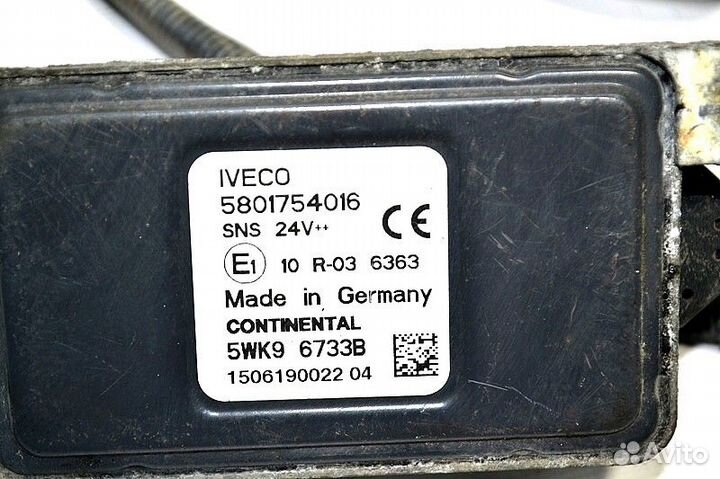 IVECO
5801754016
SNS 24V++
CE
E1 10 R-03 6363
Made in Germany
CONTINENTAL
5WK9 6733B
1506190022 04
Avito